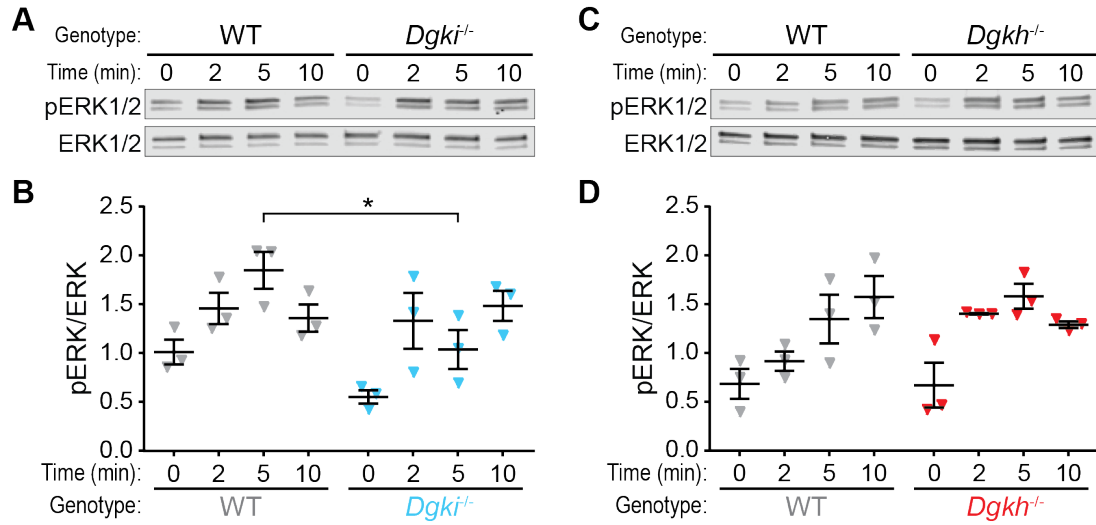 A
Genotype: WT Dgki-/-
Time (min): 0 2 5 10 0 2 5 10
pERK1/2
ERK1/2
B
2.5
2.0
1.5
1.0
0.5
0.0
pERK/ERK
*
Time (min): 0 2 5 10 0 2 5 10
Genotype: WT Dgki-/-
C
Genotype: WT Dgkh-/-
Time (min): 0 2 5 10 0 2 5 10
pERK1/2
ERK1/2
D
2.5
2.0
1.5
1.0
0.5
0.0
pERK/ERK
Time (min): 0 2 5 10 0 2 5 10
Genotype: WT Dgkh-/-